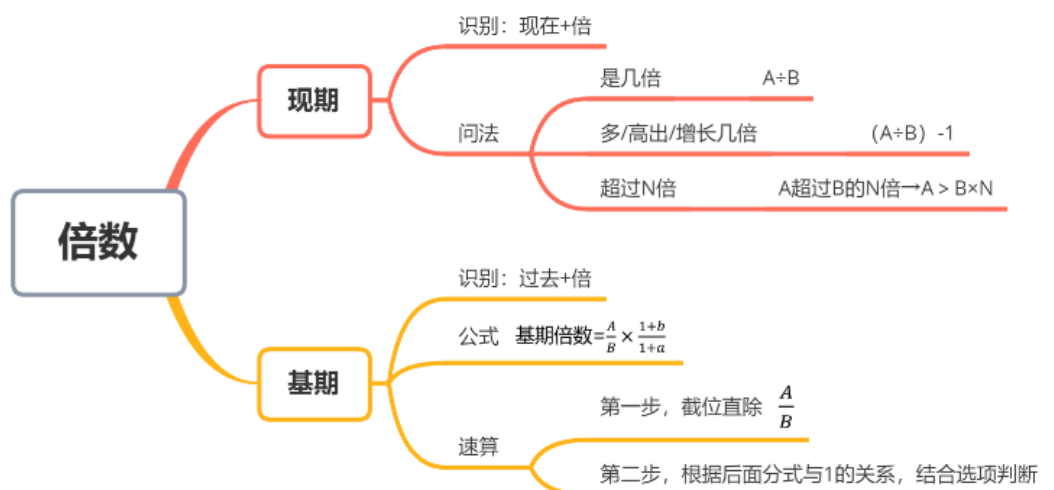 倍数
现期
识别：现在+倍
问法
是几倍 A÷B
多/高出/增长几倍 （A÷B）-1
超过N倍 A超过B的N倍→A＞B×N
基期
识别：过去+倍
公式 基期倍数=\frac{A}{B}×\frac{1+b}{1+a}
速算
第一步，截位直除 \frac{A}{B}
第二步，根据后面分式与1的关系，结合选项判断